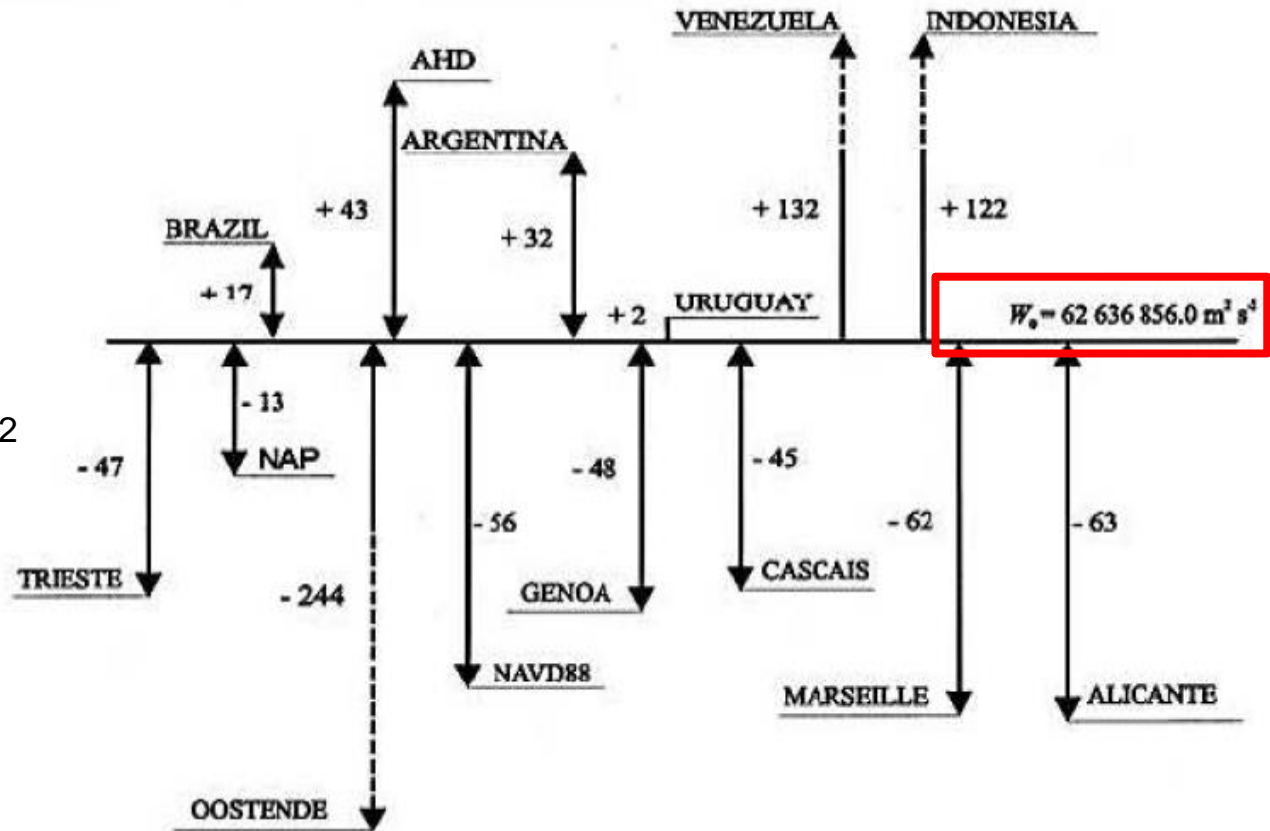 VENEZUELA
INDONESIA
AHD
ARGENTINA
+ 43
+ 132
+ 122
BRAZIL
+ 32
+ 17
+ 2
URUGUAY
W₀ = 62 636 856.0 m² s⁻²
- 13
2
- 47
NAP
- 48
- 45
- 56
- 62
- 63
TRIESTE
- 244
GENOA
CASCAIS
NAVD88
MARSEILLE
ALICANTE
OOSTENDE